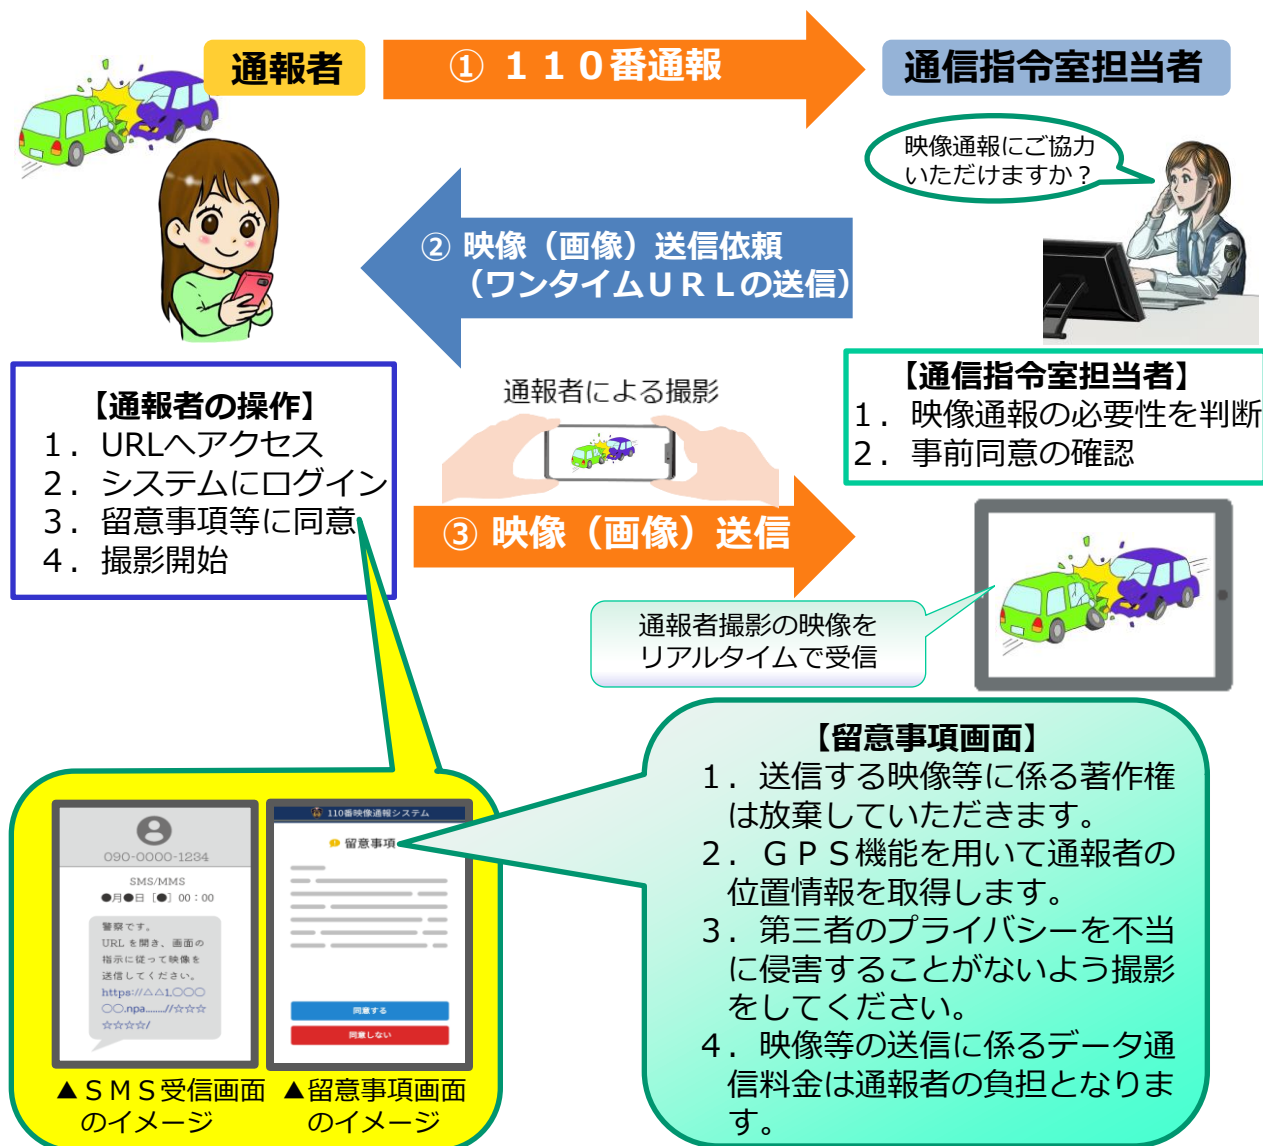 通報者
① １１０番通報
通信指令室担当者
映像通報にご協力
いただけますか？
② 映像（画像）送信依頼
（ワンタイムＵＲＬの送信）
【通報者の操作】
１．URLへアクセス
２．システムにログイン
３．留意事項等に同意
４．撮影開始
通報者による撮影
【通信指令室担当者】
１．映像通報の必要性を判断
２．事前同意の確認
③ 映像（画像）送信
通報者撮影の映像を
リアルタイムで受信
090-0000-1234
SMS/MMS
●月●日［●］00：00
警察です。
URL を開き、画面の
指示に従って映像を
送信してください。
https://△△1.○○○
○○.npa.......//☆☆☆
☆☆☆☆/
▲ＳＭＳ受信画面
のイメージ
110番映像通報システム
留意事項
同意する
同意しない
▲留意事項画面
のイメージ
【留意事項画面】
１．送信する映像等に係る著作権
は放棄していただきます。
２．ＧＰＳ機能を用いて通報者の
位置情報を取得します。
３．第三者のプライバシーを不当
に侵害することがないよう撮影
をしてください。
４．映像等の送信に係るデータ通
信料金は通報者の負担となりま
す。